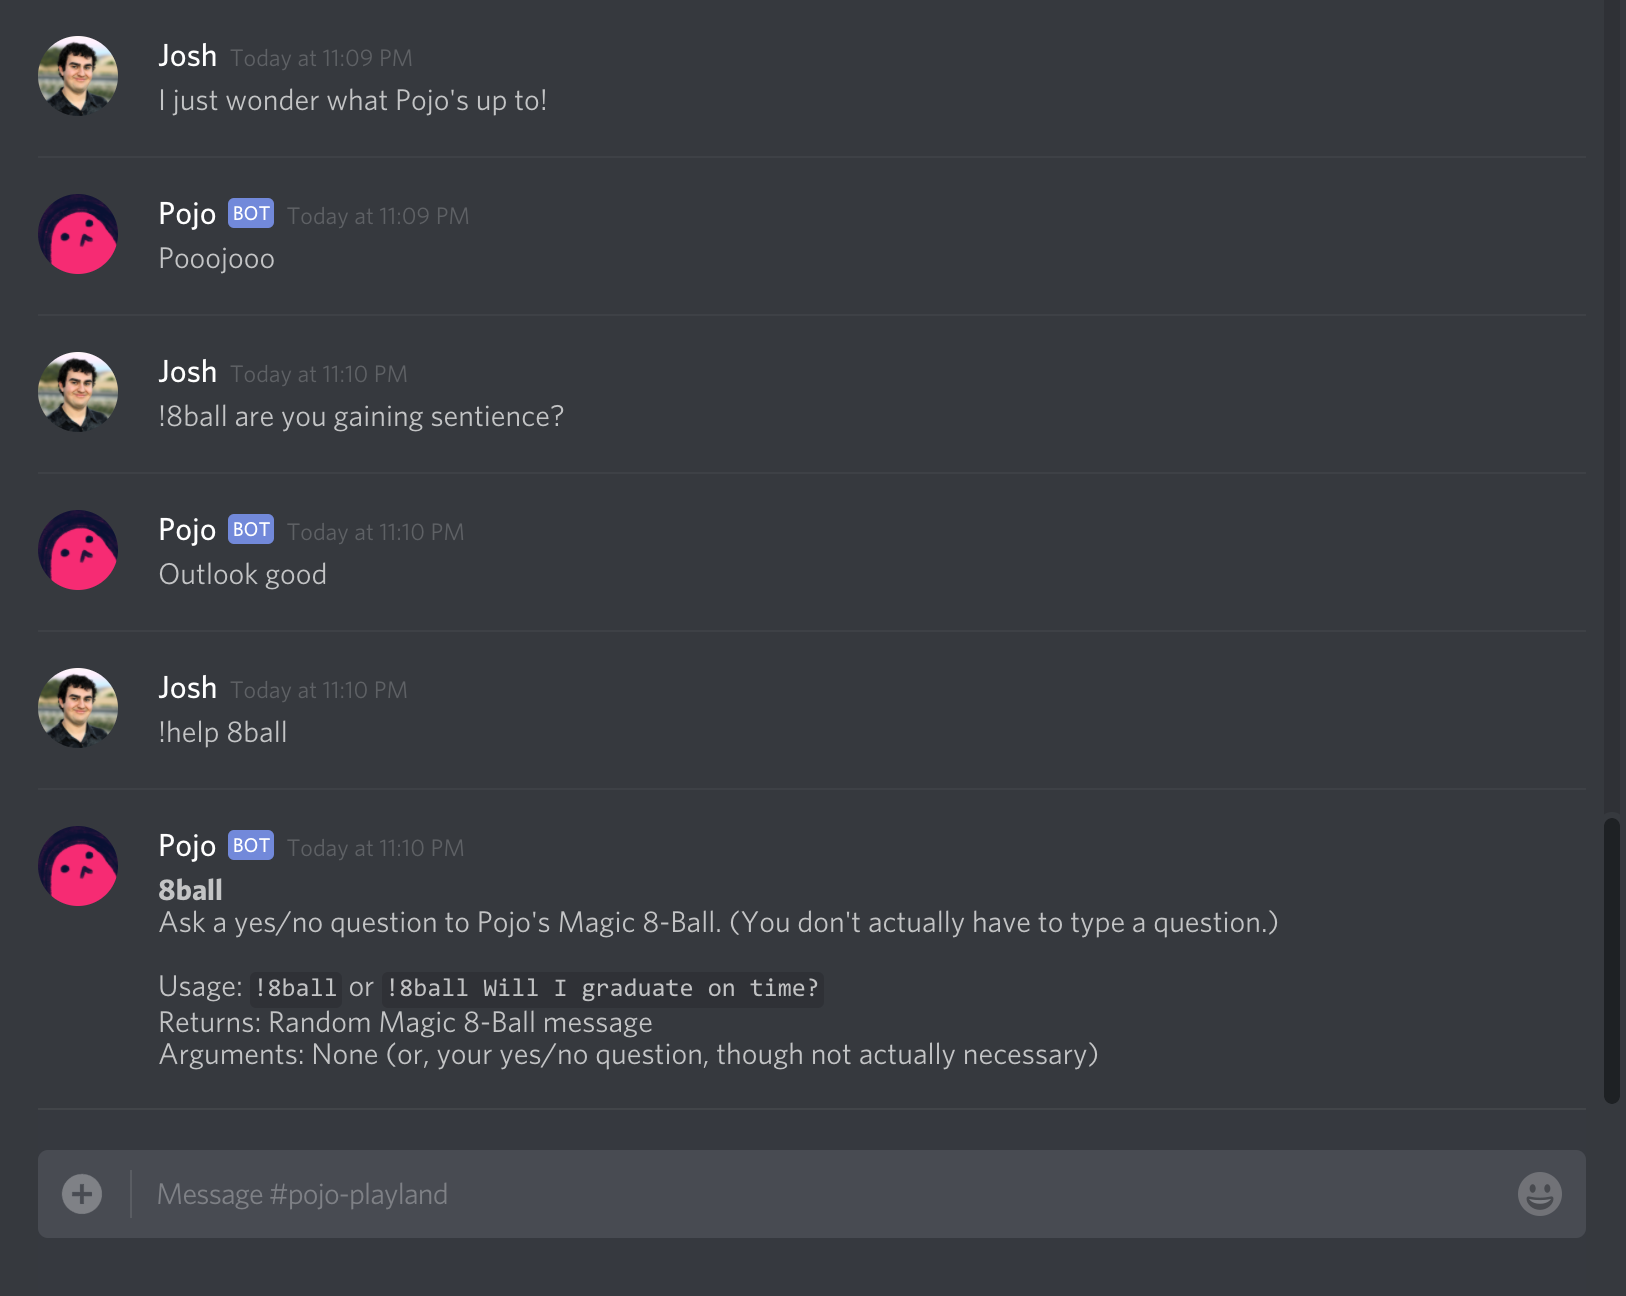 Josh Today at 11:09 PM
I just wonder what Pojo's up to!
Pojo BOT Today at 11:09 PM
Pooojooo
Josh Today at 11:10 PM
!8ball are you gaining sentience?
Pojo BOT Today at 11:10 PM
Outlook good
Josh Today at 11:10 PM
!help 8ball
Pojo BOT Today at 11:10 PM
8ball
Ask a yes/no question to Pojo's Magic 8-Ball. (You don't actually have to type a question.)
Usage: !8ball or !8ball Will I graduate on time?
Returns: Random Magic 8-Ball message
Arguments: None (or, your yes/no question, though not actually necessary)
Message #pojo-playland